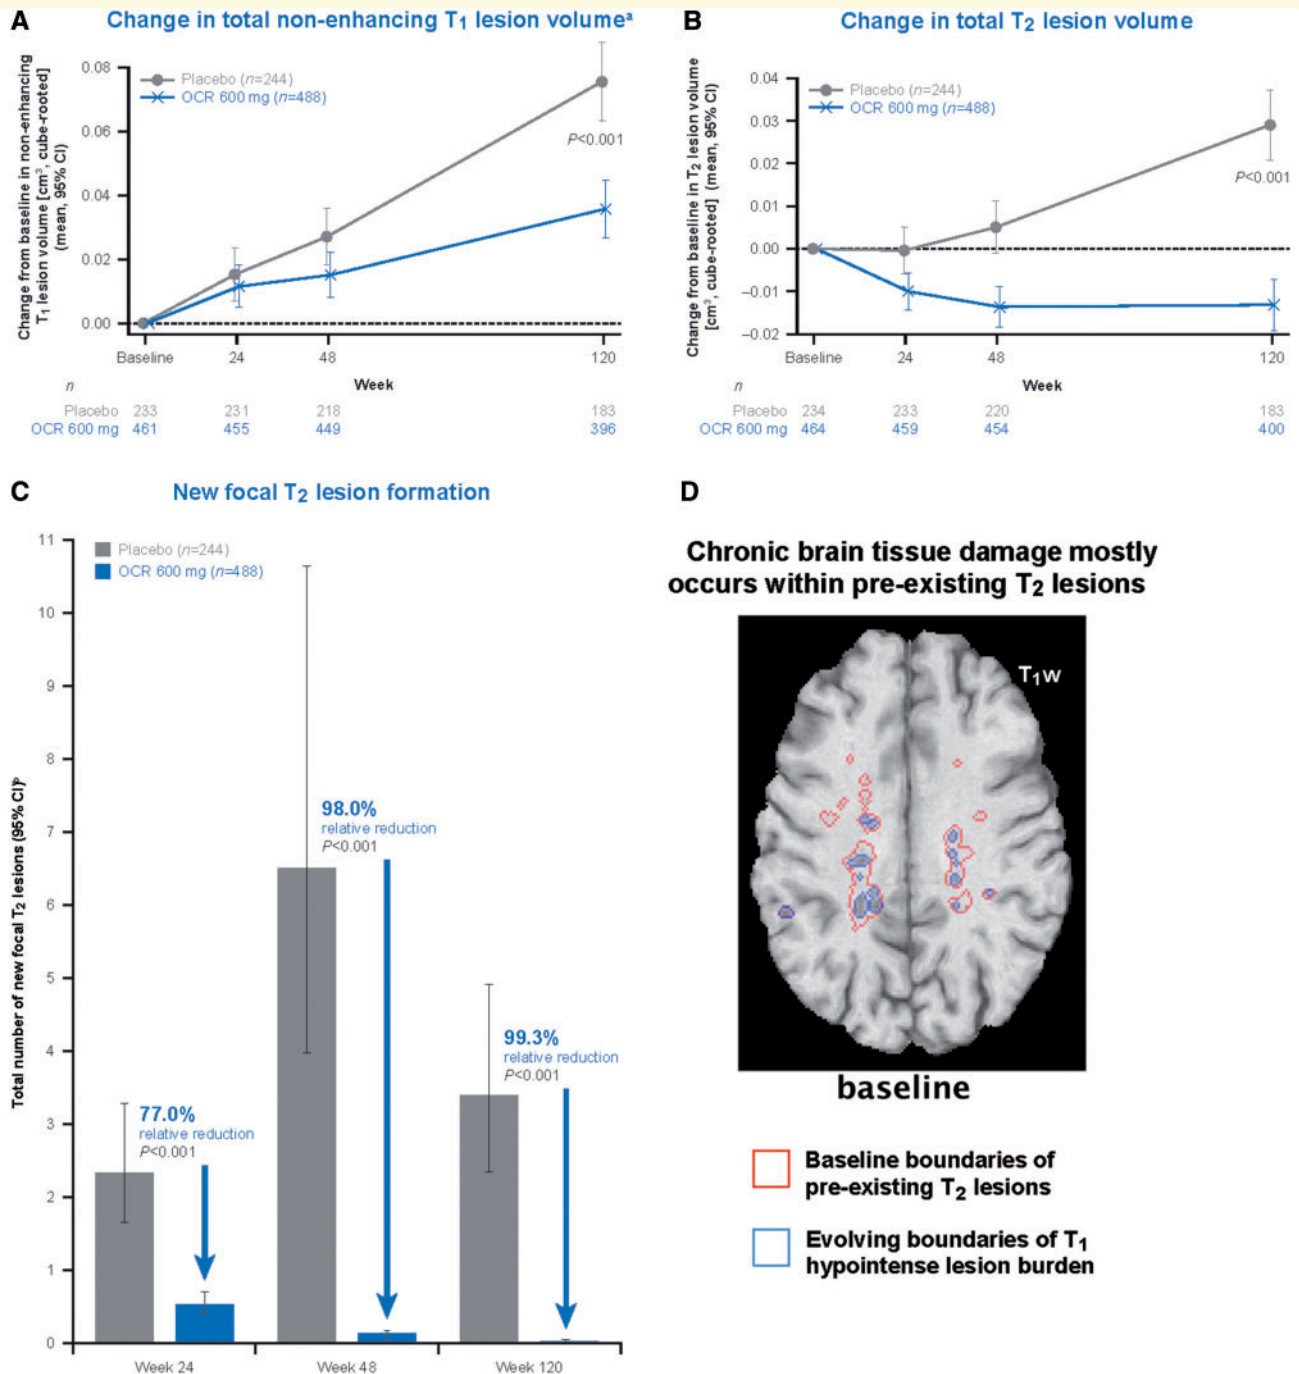 A
Change in total non-enhancing T₁ lesion volumeᵃ
Change from baseline in non-enhancing
T₁ lesion volume [cm³, cube-rooted]
(mean, 95% CI)
0.08
0.06
0.04
0.02
0.00
Placebo (n=244)
OCR 600 mg (n=488)
P<0.001
Baseline
24
48
120
n
Week
Placebo 233 231 218 183
OCR 600 mg 461 455 449 396
B
Change in total T₂ lesion volume
Change from baseline in T₂ lesion volume
[cm³, cube-rooted] (mean, 95% CI)
0.04
0.03
0.02
0.01
0.00
−0.01
−0.02
Placebo (n=244)
OCR 600 mg (n=488)
P<0.001
Baseline
24
48
120
n
Week
Placebo 234 233 220 183
OCR 600 mg 464 459 454 400
C
New focal T₂ lesion formation
Total number of new focal T₂ lesions (95% CI)ᵇ
11
10
9
8
7
6
5
4
3
2
1
0
Placebo (n=244)
OCR 600 mg (n=488)
77.0%
relative reduction
P<0.001
98.0%
relative reduction
P<0.001
99.3%
relative reduction
P<0.001
Week 24
Week 48
Week 120
D
Chronic brain tissue damage mostly
occurs within pre-existing T₂ lesions
T₁w
baseline
Baseline boundaries of
pre-existing T₂ lesions
Evolving boundaries of T₁
hypointense lesion burden